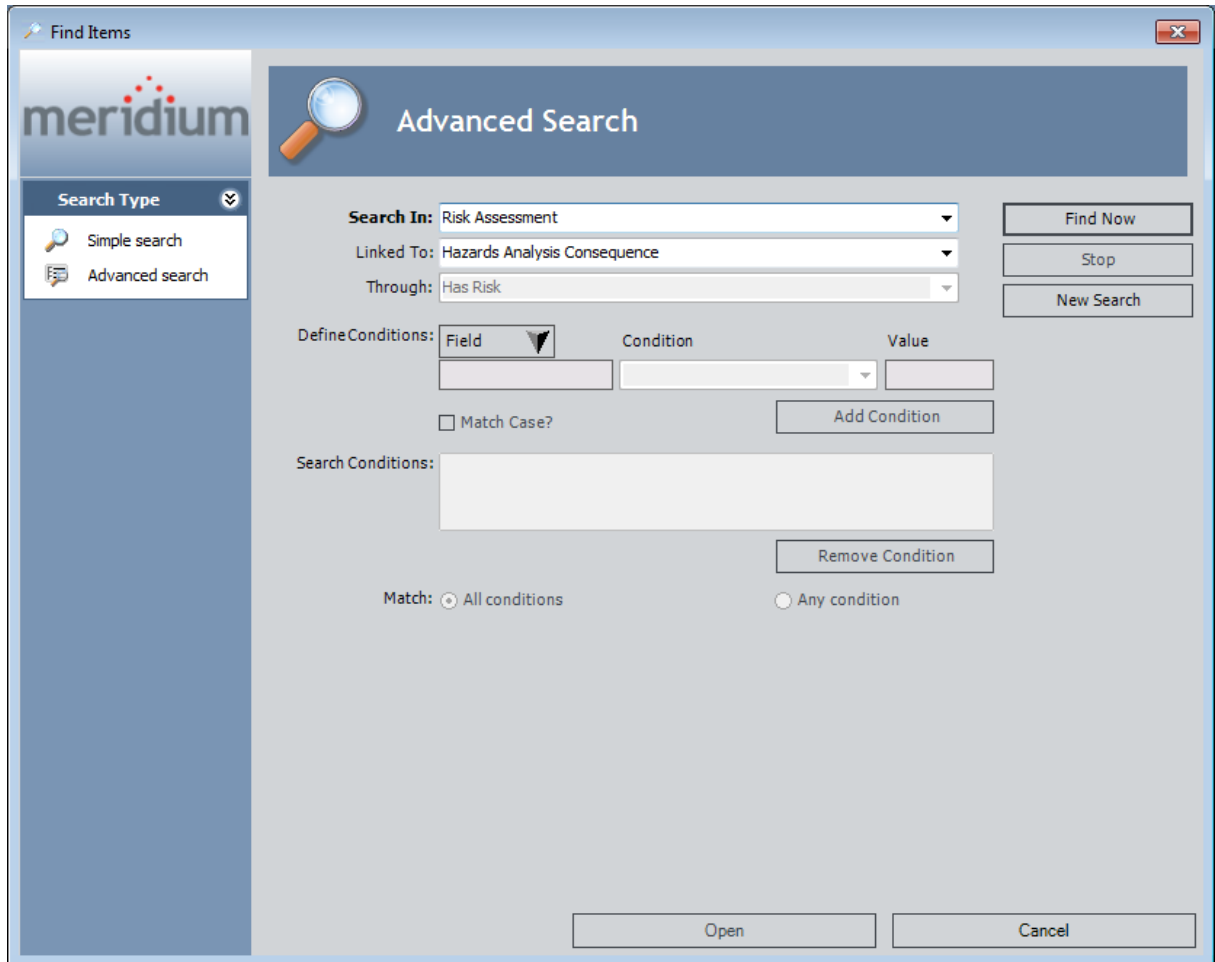 Find Items
meridium
Advanced Search
Search Type
Simple search
Advanced search
Search In: Risk Assessment
Linked To: Hazards Analysis Consequence
Through: Has Risk
Find Now
Stop
New Search
Define Conditions: Field Condition Value
Match Case?
Add Condition
Search Conditions:
Remove Condition
Match: All conditions Any condition
Open
Cancel